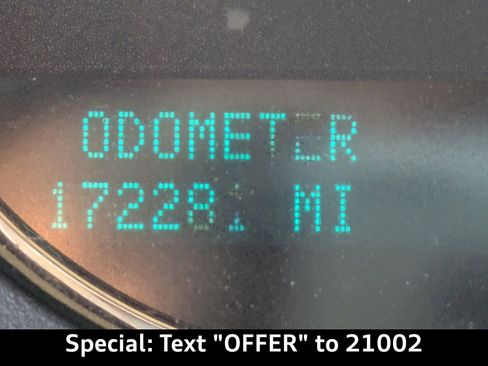 ODOMETER
17228 MI
Special: Text "OFFER" to 21002